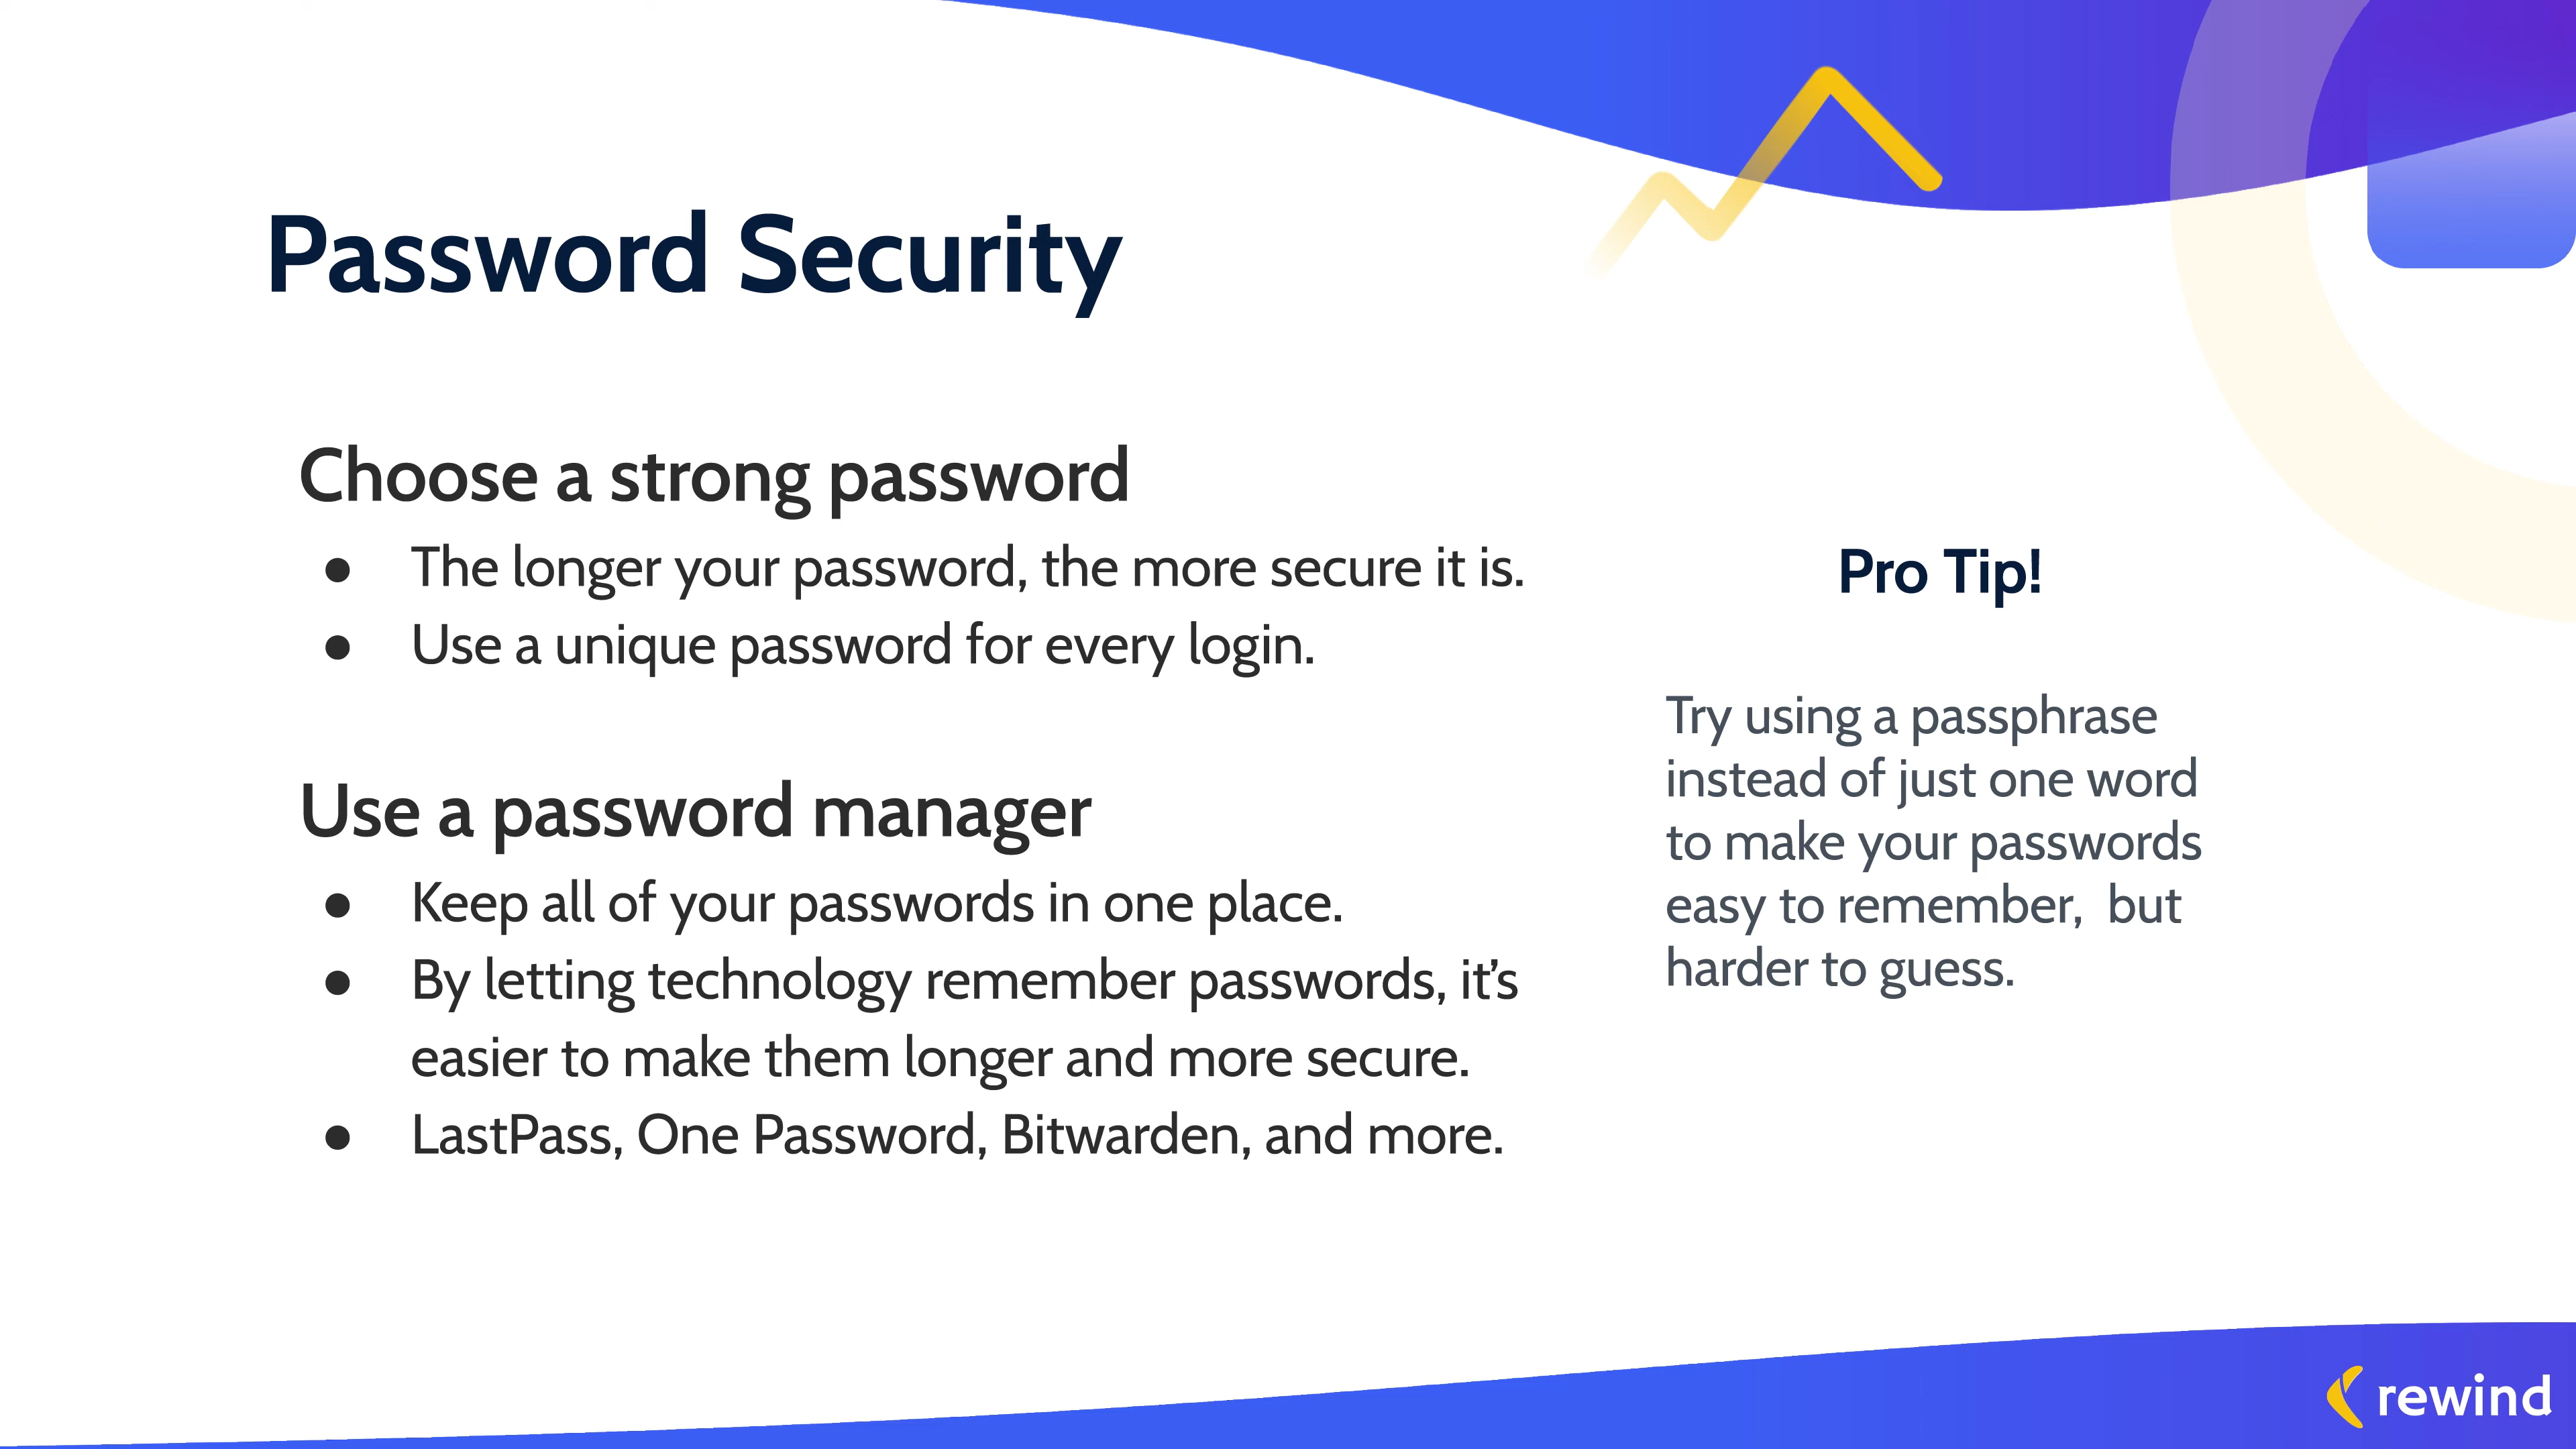 Password Security
Choose a strong password
● The longer your password, the more secure it is.
● Use a unique password for every login.
Use a password manager
● Keep all of your passwords in one place.
● By letting technology remember passwords, it’s
easier to make them longer and more secure.
● LastPass, One Password, Bitwarden, and more.
Pro Tip!
Try using a passphrase
instead of just one word
to make your passwords
easy to remember,  but
harder to guess.
rewind